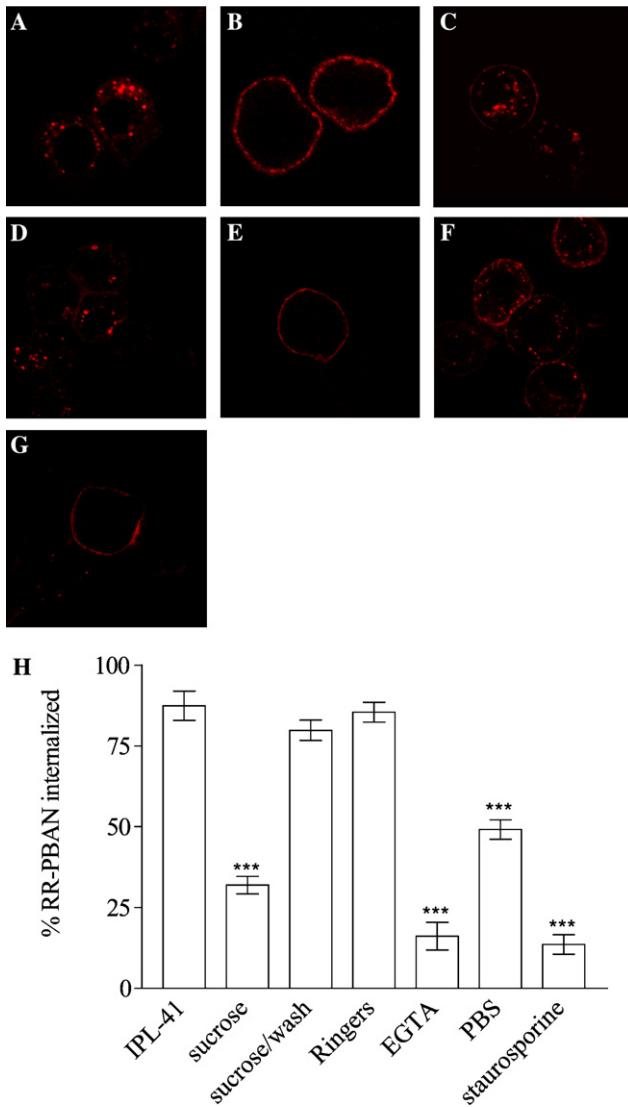 A B C
D E F
G
H
100
75
50
25
0
% RR-PBAN internalized
***
***
***
***
IPL-41
sucrose
sucrose/wash
Ringers
EGTA
PBS
staurosporine